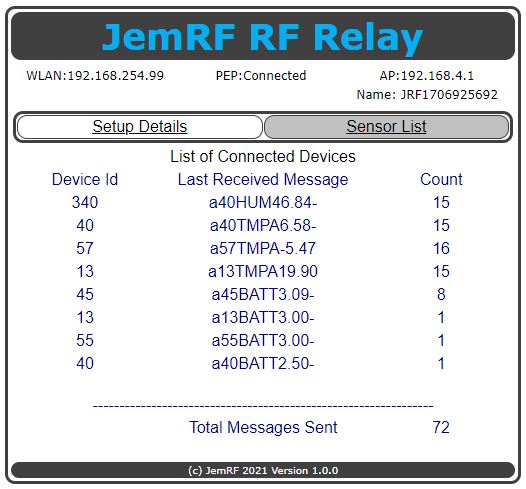 JemRF RF Relay
WLAN:192.168.254.99 PEP:Connected AP:192.168.4.1
Name: JRF1706925692
Setup Details Sensor List
List of Connected Devices
Device Id Last Received Message Count
340 a40HUM46.84- 15
40 a40TMPA6.58- 15
57 a57TMPA-5.47 16
13 a13TMPA19.90 15
45 a45BATT3.09- 8
13 a13BATT3.00- 1
55 a55BATT3.00- 1
40 a40BATT2.50- 1
----------------------------------------------------------------
Total Messages Sent 72
(c) JemRF 2021 Version 1.0.0